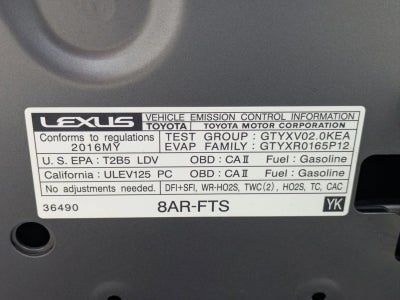 LEXUS VEHICLE EMISSION CONTROL INFORMATION
TOYOTA TOYOTA MOTOR CORPORATION
Conforms to regulations TEST GROUP : GTYXV02.0KEA
2016MY EVAP FAMILY : GTYXR0165P12
U.S. EPA : T2B5 LDV OBD : CAⅡ Fuel : Gasoline
California : ULEV125 PC OBD : CAⅡ Fuel : Gasoline
No adjustments needed. DFI+SFI, WR-HO2S, TWC(2), HO2S, TC, CAC
36490 8AR-FTS YK